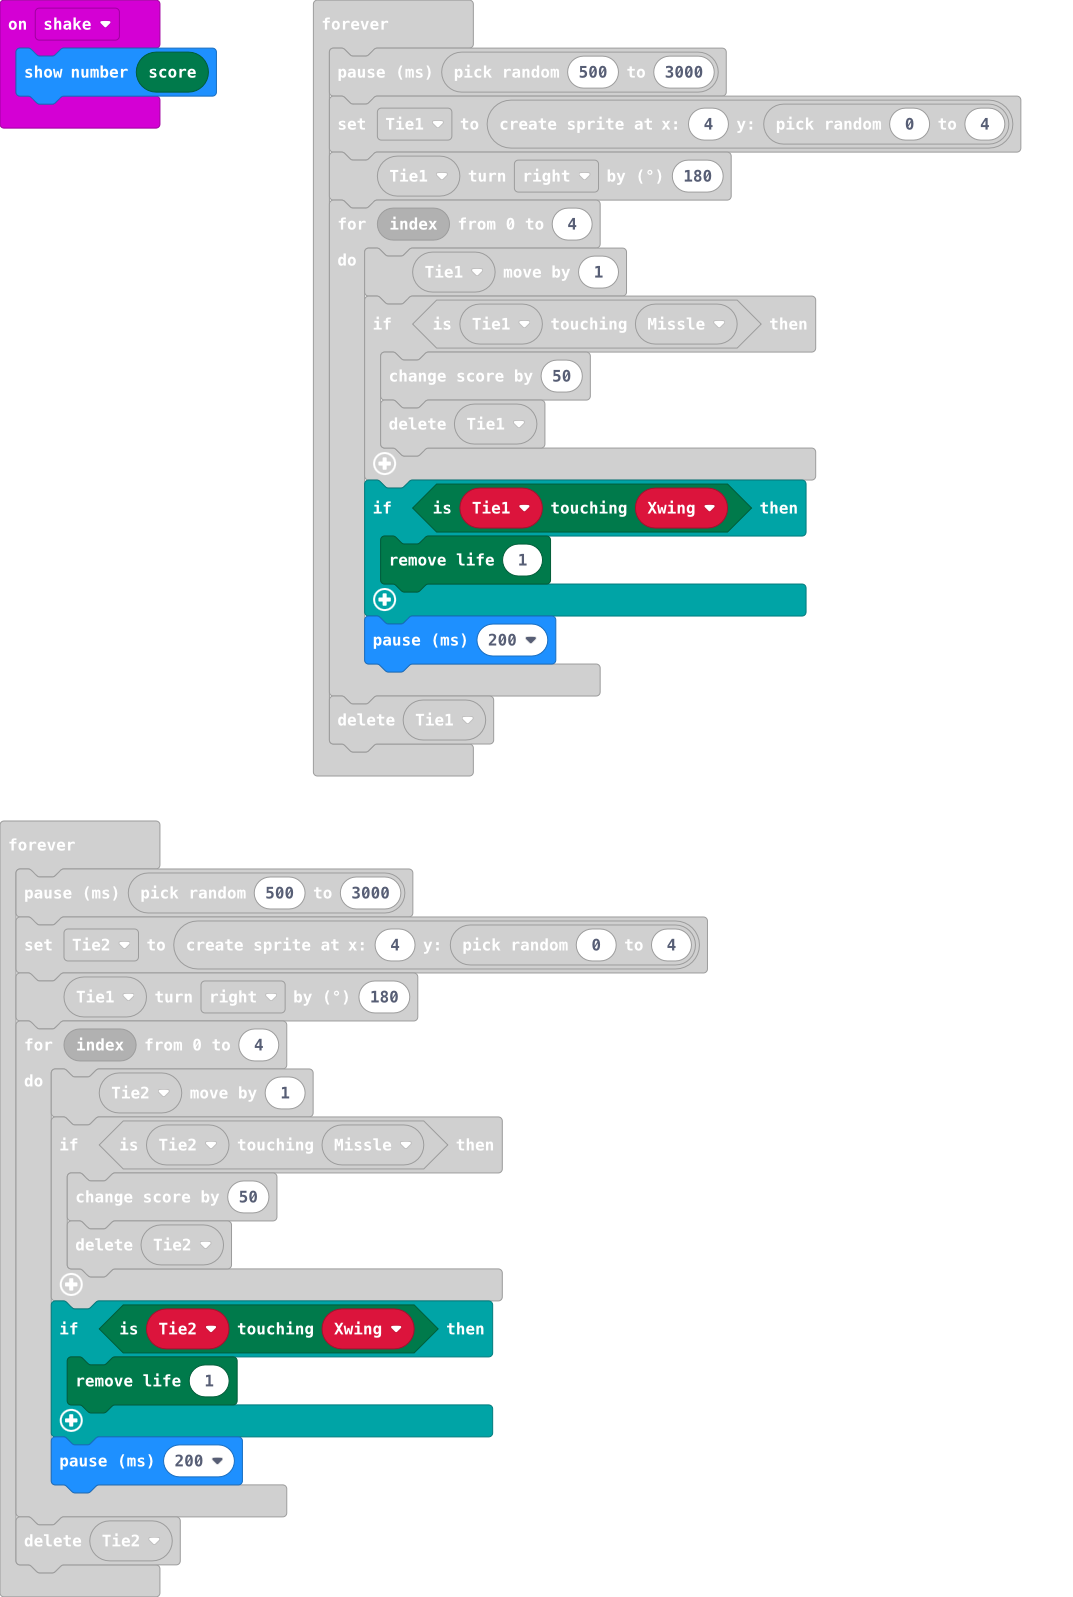 on shake
show number score
forever
pause (ms) pick random 500 to 3000
set Tie1 to create sprite at x: 4 y: pick random 0 to 4
Tie1 turn right by (°) 180
for index from 0 to 4
do
Tie1 move by 1
if is Tie1 touching Missle then
change score by 50
delete Tie1
if is Tie1 touching Xwing then
remove life 1
pause (ms) 200
delete Tie1
forever
pause (ms) pick random 500 to 3000
set Tie2 to create sprite at x: 4 y: pick random 0 to 4
Tie1 turn right by (°) 180
for index from 0 to 4
do
Tie2 move by 1
if is Tie2 touching Missle then
change score by 50
delete Tie2
if is Tie2 touching Xwing then
remove life 1
pause (ms) 200
delete Tie2